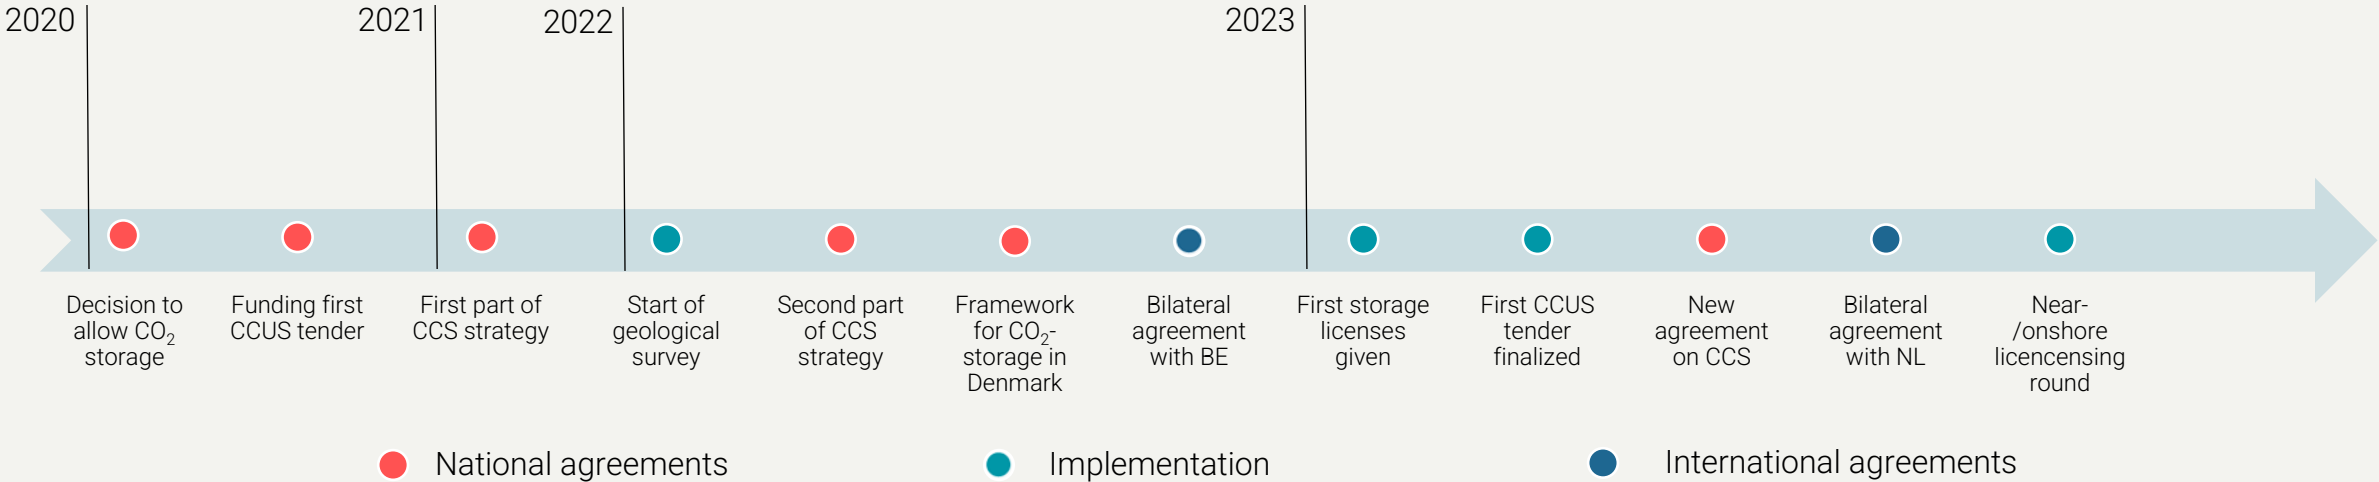 2020
2021
2022
2023
Decision to
allow CO₂
storage
Funding first
CCUS tender
First part of
CCS strategy
Start of
geological
survey
Second part
of CCS
strategy
Framework
for CO₂-
storage in
Denmark
Bilateral
agreement
with BE
First storage
licenses
given
First CCUS
tender
finalized
New
agreement
on CCS
Bilateral
agreement
with NL
Near-
/onshore
licencensing
round
National agreements
Implementation
International agreements